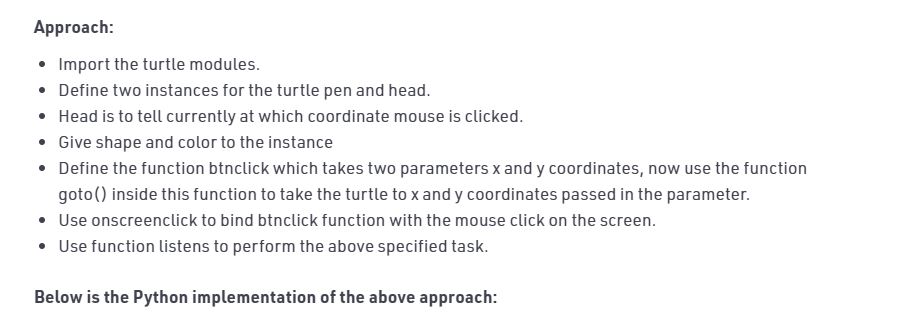 Approach:
• Import the turtle modules.
• Define two instances for the turtle pen and head.
• Head is to tell currently at which coordinate mouse is clicked.
• Give shape and color to the instance
• Define the function btnclick which takes two parameters x and y coordinates, now use the function
goto() inside this function to take the turtle to x and y coordinates passed in the parameter.
• Use onscreenclick to bind btnclick function with the mouse click on the screen.
• Use function listens to perform the above specified task.
Below is the Python implementation of the above approach: